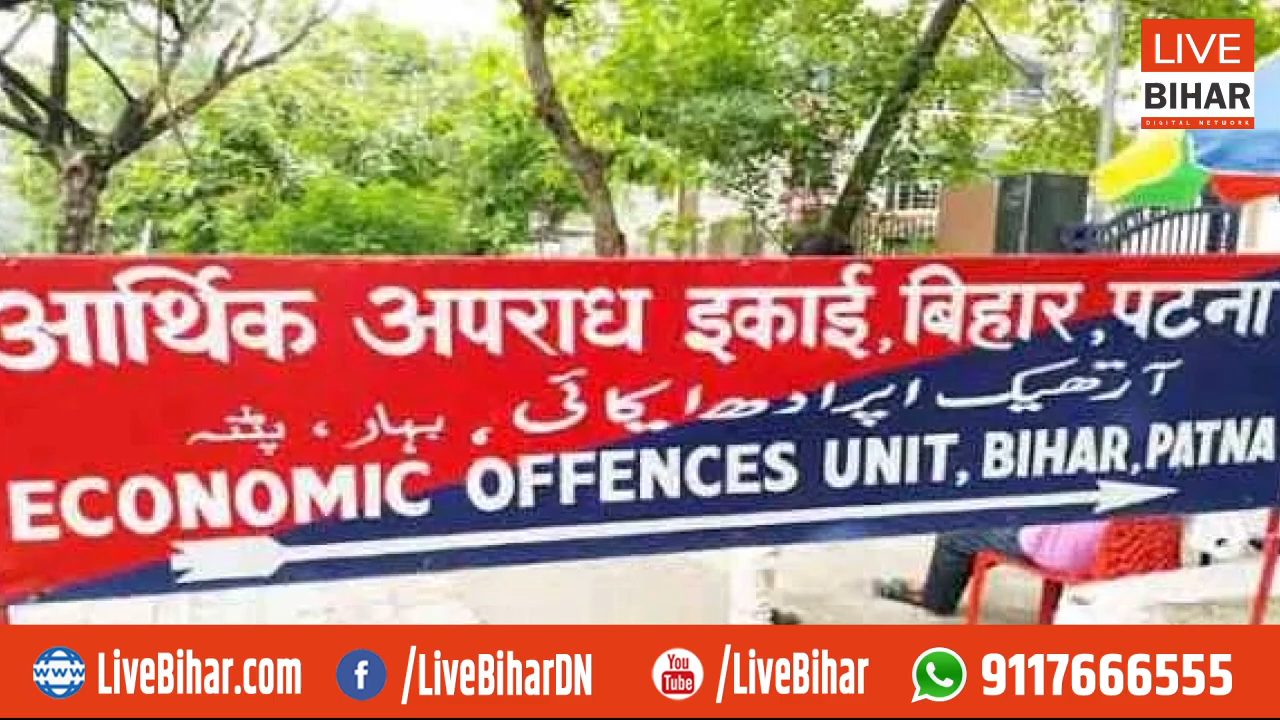 LIVE
BIHAR
DIGITAL NETWORK
आर्थिक अपराध इकाई, बिहार, पटना
آرتھیک اپرادھ ایکائی، بہار، پٹنہ
ECONOMIC OFFENCES UNIT, BIHAR, PATNA
www LiveBihar.com f /LiveBiharDN You Tube /LiveBihar 9117666555